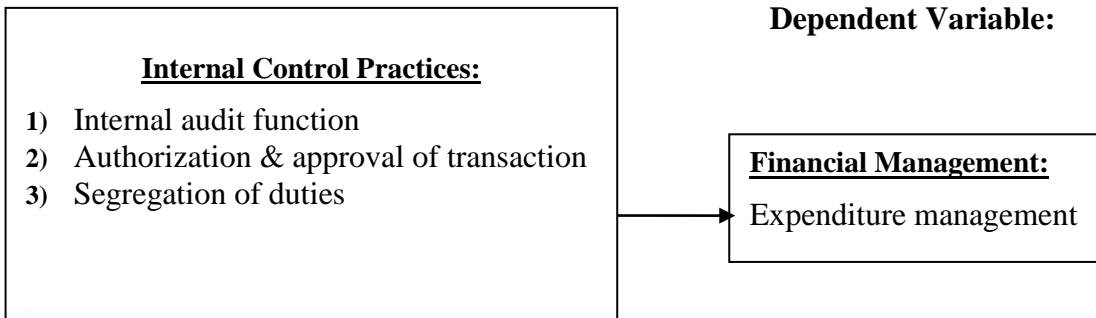 Dependent Variable:
Internal Control Practices:
1) Internal audit function
2) Authorization & approval of transaction
3) Segregation of duties
Financial Management:
Expenditure management